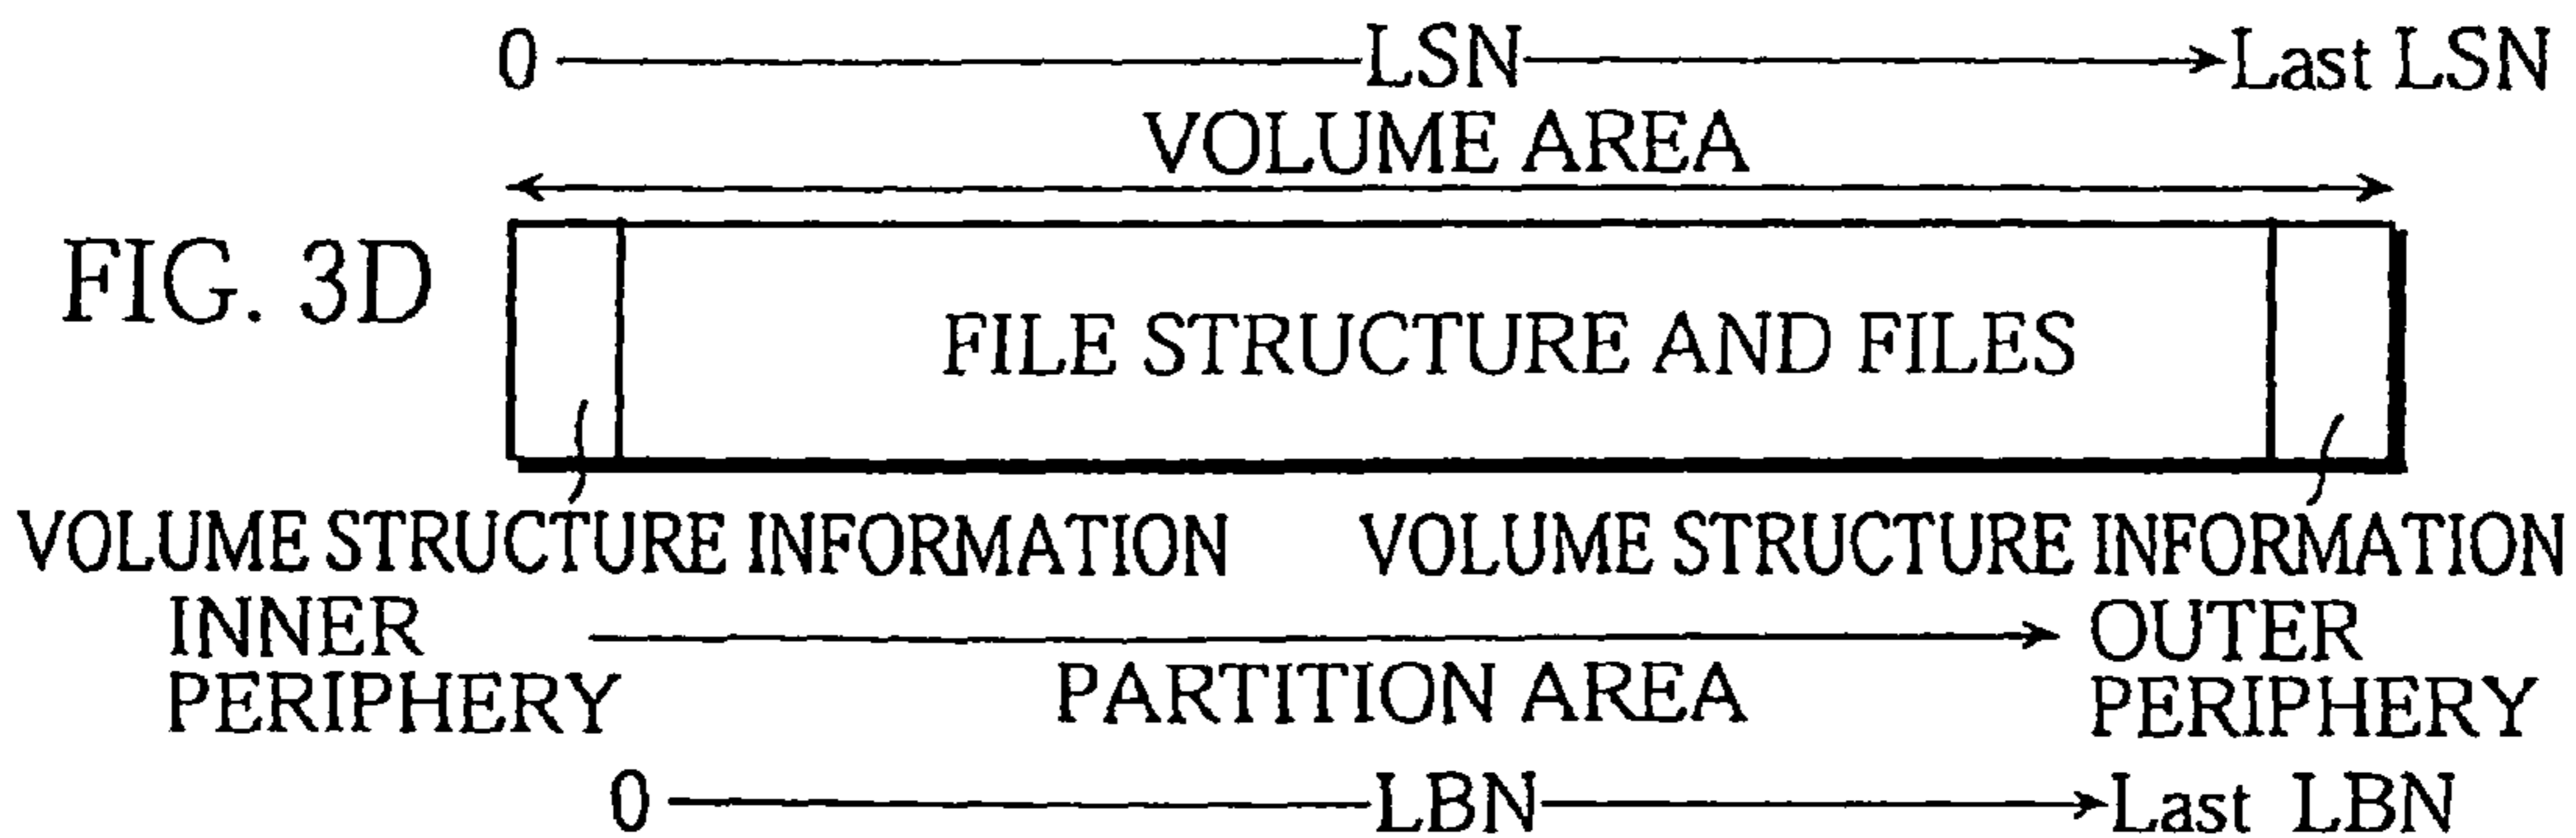 0 LSN Last LSN
VOLUME AREA
FIG. 3D
FILE STRUCTURE AND FILES
VOLUME STRUCTURE INFORMATION VOLUME STRUCTURE INFORMATION
INNER PERIPHERY
PARTITION AREA
OUTER PERIPHERY
0 LBN Last LBN